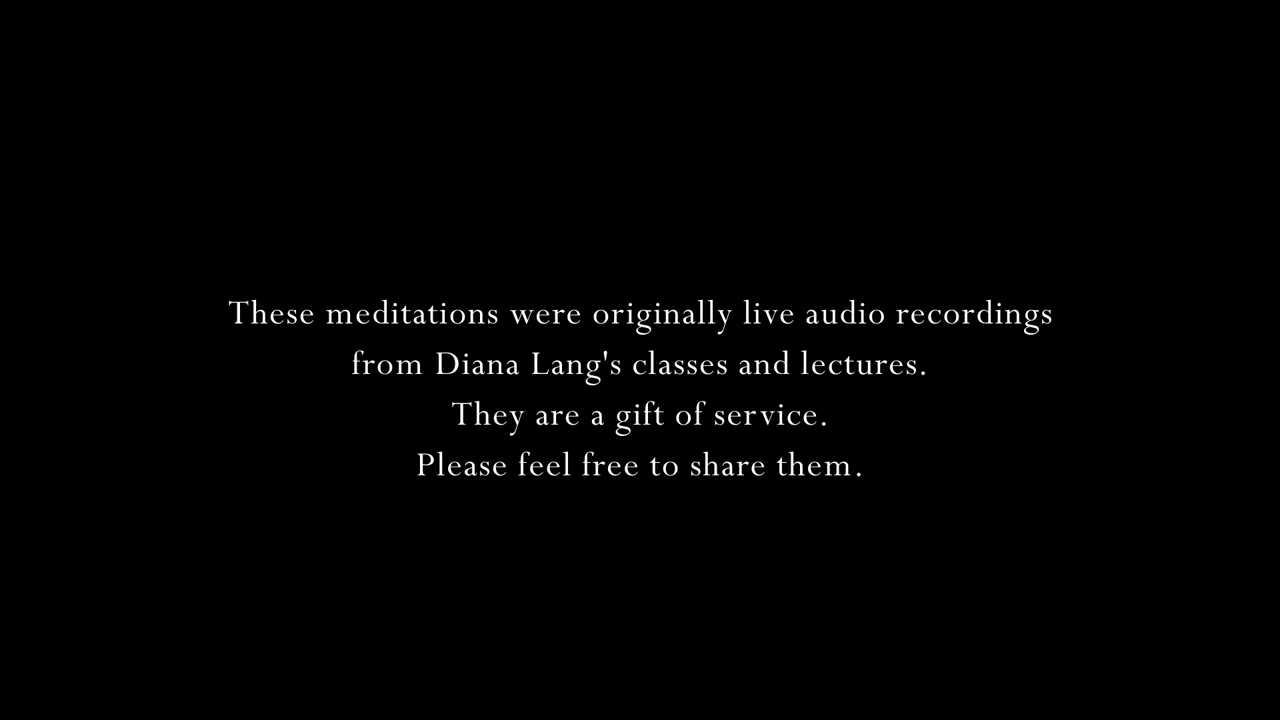 These meditations were originally live audio recordings
from Diana Lang's classes and lectures.
They are a gift of service.
Please feel free to share them.